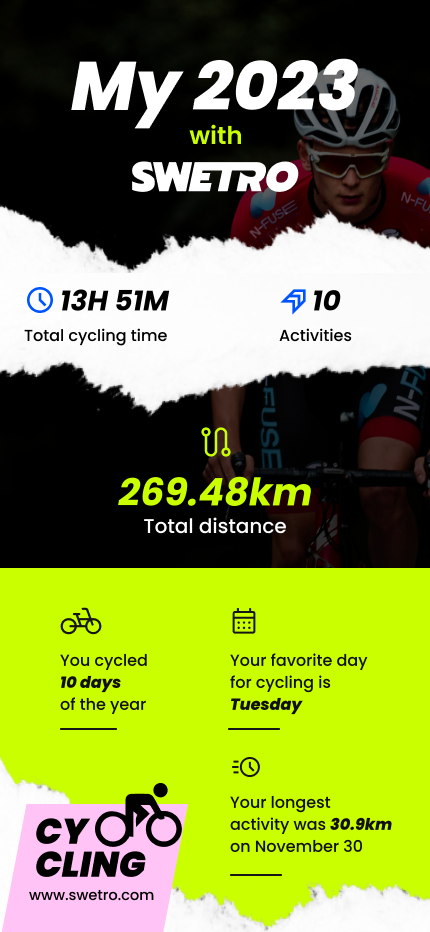 My 2023
with
SWETRO
N-FUSE
N-F
13H 51M
Total cycling time
10
Activities
-FUSE
N-F
269.48km
Total distance
You cycled
10 days
of the year
Your favorite day
for cycling is
Tuesday
Your longest
activity was 30.9km
on November 30
CY
CLING
www.swetro.com